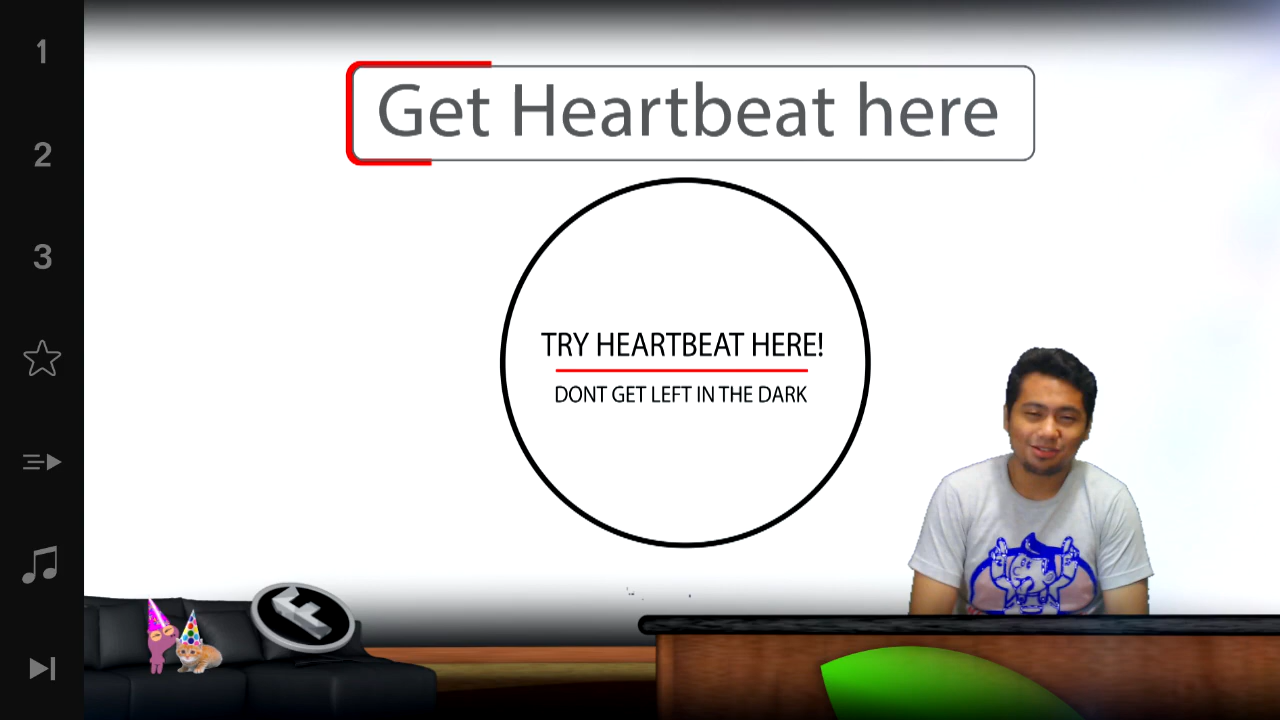 1
2
3
Get Heartbeat here
TRY HEARTBEAT HERE!
DONT GET LEFT IN THE DARK
F